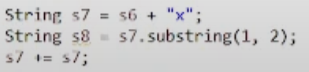 String s7 = s6 + "x";
String s8 = s7.substring(1, 2);
s7 += s7;